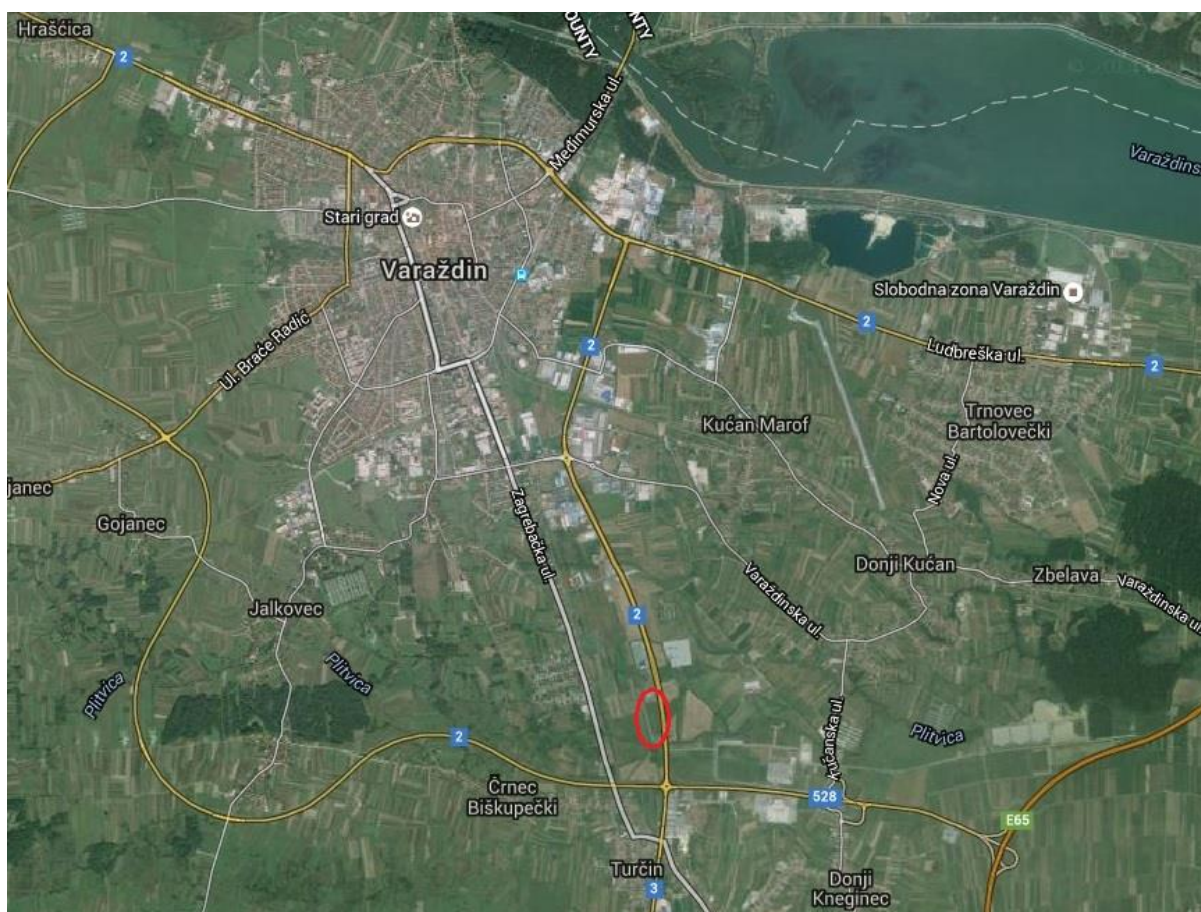 COUNTY
COUNTY
Hrašćica
2
Međimurska ul.
Varaždins
Stari grad
Varaždin
Slobodna zona Varaždin
2
2
Ludbreška ul.
2
Ul. Braće Radić
Kućan Marof
Trnovec
Bartolovečki
janec
Nova ul.
Gojanec
Zagrebačka ul.
Donji Kućan
Zbelava
Varaždinska ul.
Varaždinska ul.
Jalkovec
2
Plitvica
Plitvica
Kućanska ul.
Plitvica
2
Črnec
Biškupečki
528
E65
Turčin
3
Donji
Kneginec